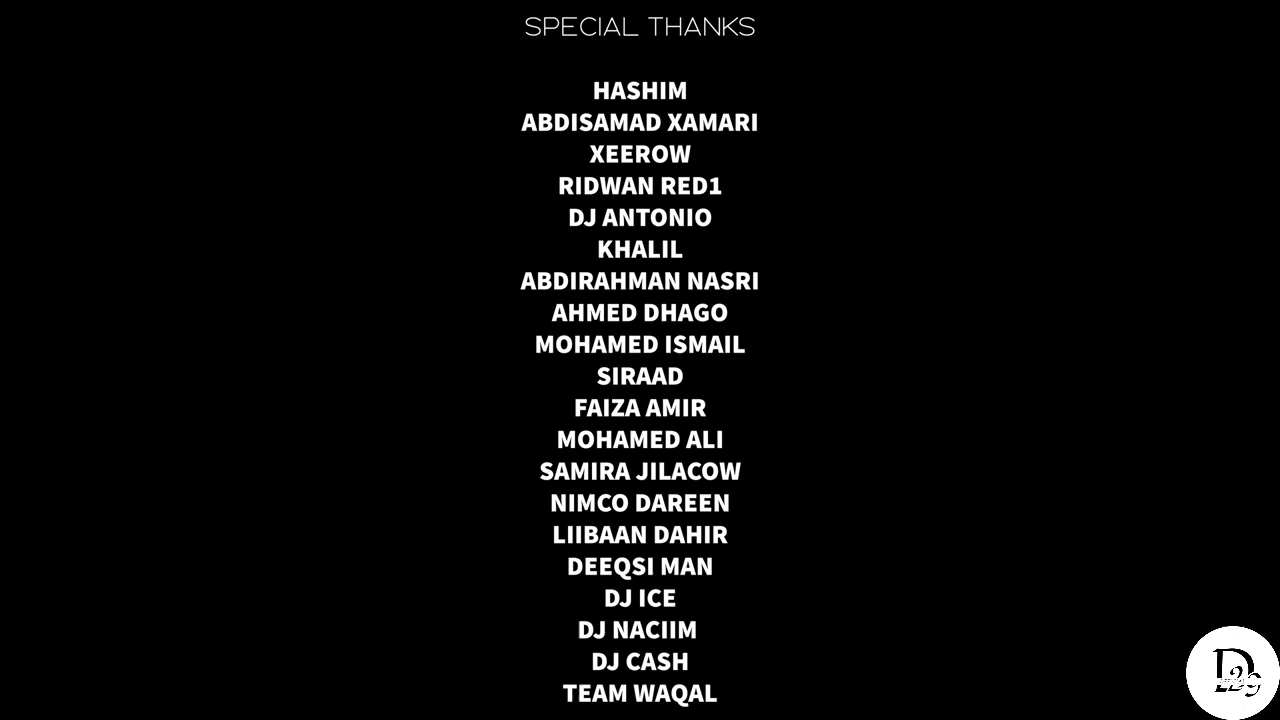 SPECIAL THANKS
HASHIM
ABDISAMAD XAMARI
XEEROW
RIDWAN RED1
DJ ANTONIO
KHALIL
ABDIRAHMAN NASRI
AHMED DHAGO
MOHAMED ISMAIL
SIRAAD
FAIZA AMIR
MOHAMED ALI
SAMIRA JILACOW
NIMCO DAREEN
LIIBAAN DAHIR
DEEQSI MAN
DJ ICE
DJ NACIIM
DJ CASH
TEAM WAQAL